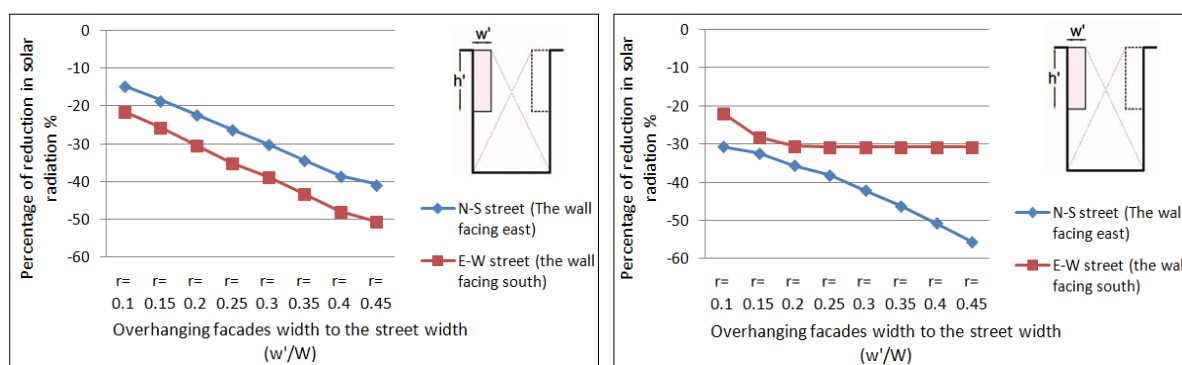 Percentage of reduction in solar
radiation %
0
-10
-20
-30
-40
-50
-60
r= r= r= r= r= r= r= r=
0.1 0.15 0.2 0.25 0.3 0.35 0.4 0.45
Overhanging facades width to the street width
(w'/W)
w'
h'
N-S street (The wall
facing east)
E-W street (the wall
facing south)
Percentage of reduction in solar
radiation %
0
-10
-20
-30
-40
-50
-60
r= r= r= r= r= r= r= r=
0.1 0.15 0.2 0.25 0.3 0.35 0.4 0.45
Overhanging facades width to the street width
(w'/W)
w'
h'
N-S street (The wall
facing east)
E-W street (the wall
facing south)